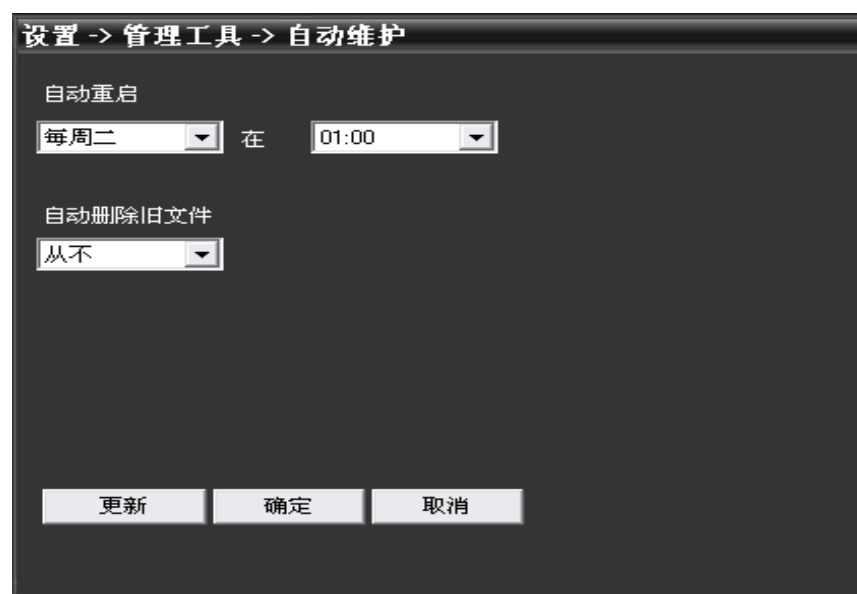 设置 -> 管理工具 -> 自动维护
自动重启
每周二 在 01:00
自动删除旧文件
从不
更新 确定 取消